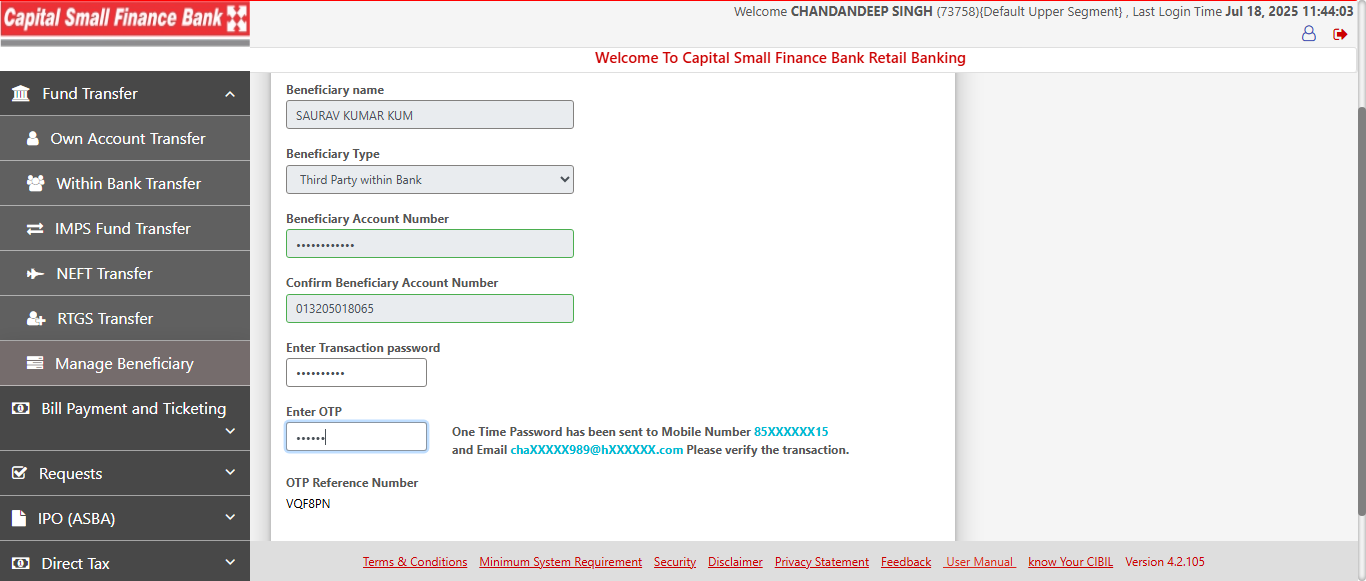 Capital Small Finance Bank
Welcome CHANDANDEEP SINGH (73758){Default Upper Segment} , Last Login Time Jul 18, 2025 11:44:03
Welcome To Capital Small Finance Bank Retail Banking
Fund Transfer
Own Account Transfer
Within Bank Transfer
IMPS Fund Transfer
NEFT Transfer
RTGS Transfer
Manage Beneficiary
Bill Payment and Ticketing
Requests
IPO (ASBA)
Direct Tax
Beneficiary name
SAURAV KUMAR KUM
Beneficiary Type
Third Party within Bank
Beneficiary Account Number
••••••••••••
Confirm Beneficiary Account Number
013205018065
Enter Transaction password
••••••••••
Enter OTP
••••••
One Time Password has been sent to Mobile Number 85XXXXXX15
and Email chaXXXXX989@hXXXXXX.com Please verify the transaction.
OTP Reference Number
VQF8PN
Terms & Conditions Minimum System Requirement Security Disclaimer Privacy Statement Feedback User Manual know Your CIBIL Version 4.2.105